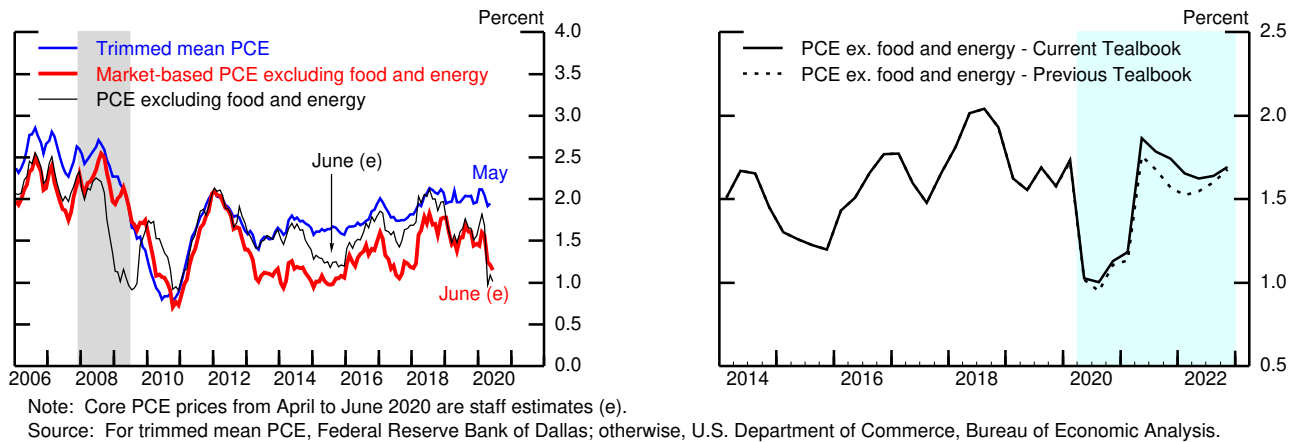 Percent
4.0
Trimmed mean PCE
Market-based PCE excluding food and energy
PCE excluding food and energy
3.5
3.0
2.5
2.0
1.5
1.0
0.5
0.0
June (e)
May
June (e)
2006 2008 2010 2012 2014 2016 2018 2020
Percent
2.5
PCE ex. food and energy - Current Tealbook
PCE ex. food and energy - Previous Tealbook
2.0
1.5
1.0
0.5
2014 2016 2018 2020 2022
Note: Core PCE prices from April to June 2020 are staff estimates (e).
Source: For trimmed mean PCE, Federal Reserve Bank of Dallas; otherwise, U.S. Department of Commerce, Bureau of Economic Analysis.